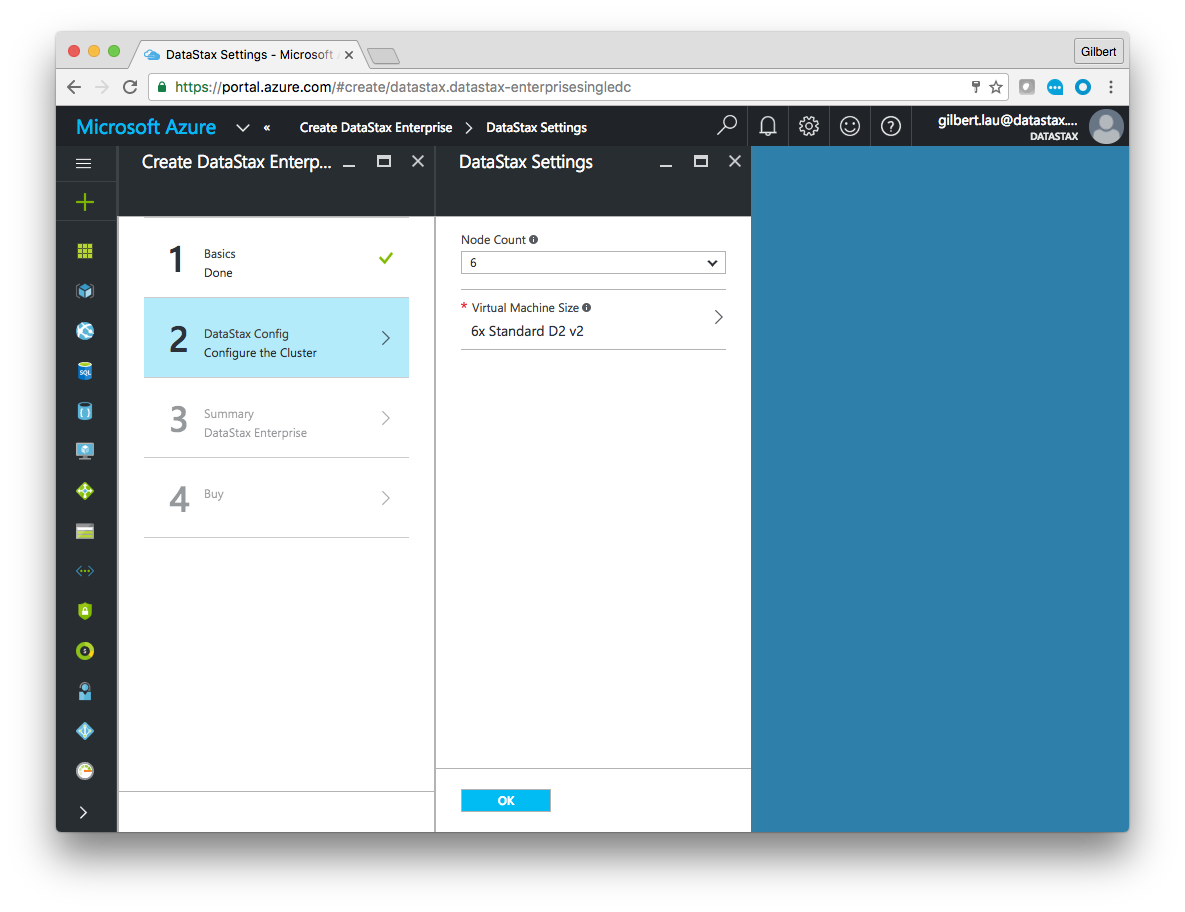 DataStax Settings - Microsoft
Gilbert
https://portal.azure.com/#create/datastax.datastax-enterprisesingledc
Microsoft Azure
«
Create DataStax Enterprise
DataStax Settings
gilbert.lau@datastax....
DATASTAX
Create DataStax Enterp...
1
Basics
Done
2
DataStax Config
Configure the Cluster
3
Summary
DataStax Enterprise
4
Buy
DataStax Settings
Node Count
6
* Virtual Machine Size
6x Standard D2 v2
OK
SQL